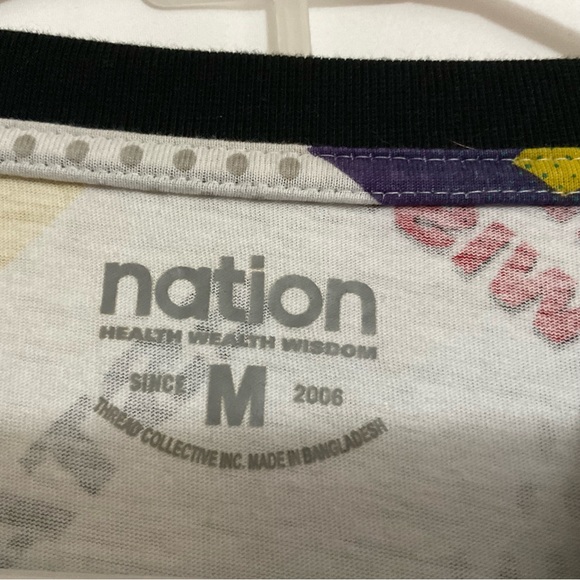 nation
HEALTH WEALTH WISDOM
SINCE M 2006
THREAD COLLECTIVE INC. MADE IN BANGLADESH